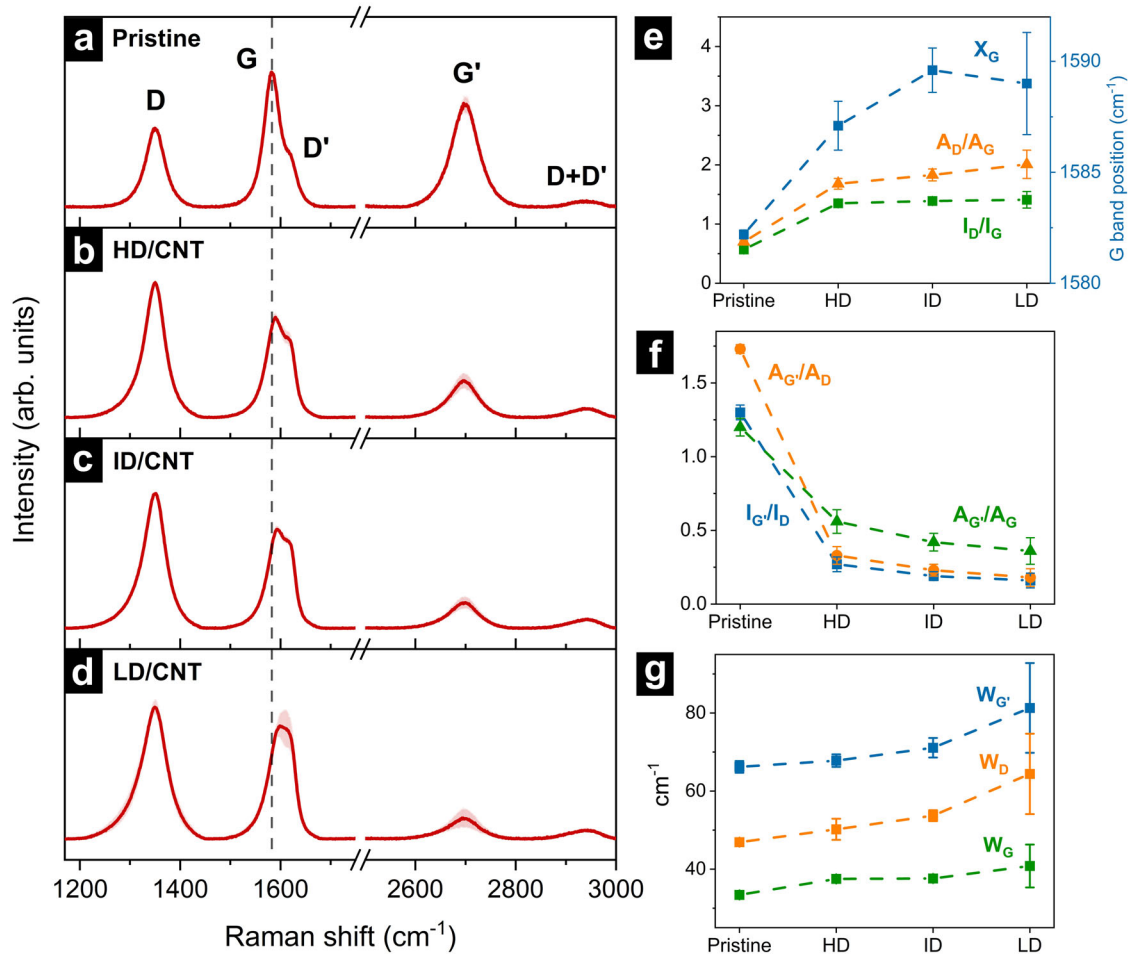 a Pristine
D
G
D'
G'
D+D'
b HD/CNT
c ID/CNT
d LD/CNT
Intensity (arb. units)
1200 1400 1600 2600 2800 3000
Raman shift (cm⁻¹)
e
4
3
2
1
0
X_G
A_D/A_G
I_D/I_G
1590
1585
1580
G band position (cm⁻¹)
Pristine HD ID LD
f
1.5
1.0
0.5
0.0
A_G'/A_D
I_G'/I_D
A_G'/A_G
Pristine HD ID LD
g
80
60
40
cm⁻¹
W_G'
W_D
W_G
Pristine HD ID LD